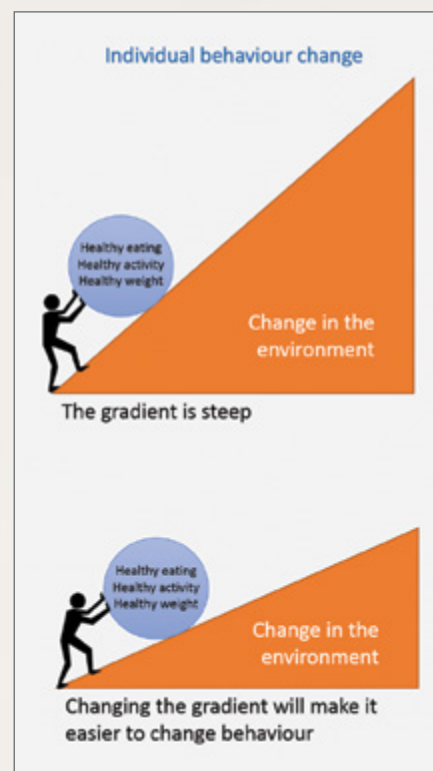 Individual behaviour change
Healthy eating
Healthy activity
Healthy weight
Change in the
environment
The gradient is steep
Healthy eating
Healthy activity
Healthy weight
Change in the
environment
Changing the gradient will make it
easier to change behaviour